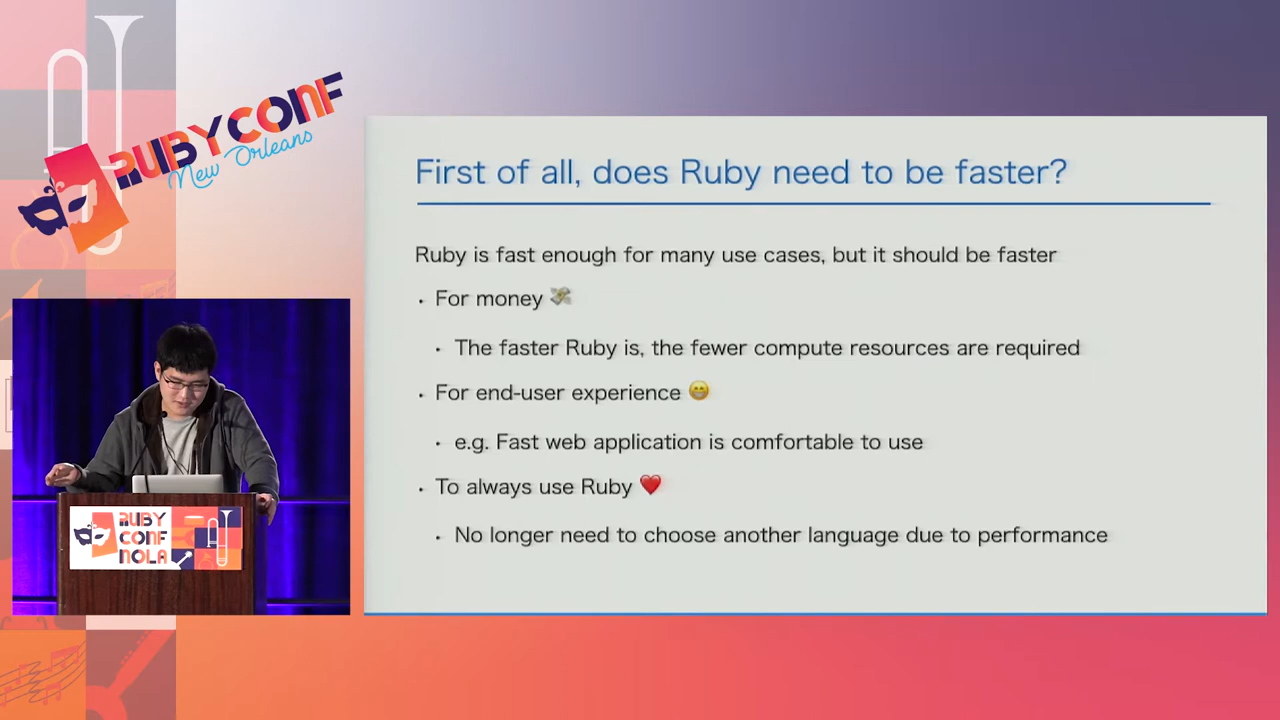 RUBYCONF
New Orleans
First of all, does Ruby need to be faster?
Ruby is fast enough for many use cases, but it should be faster
• For money 💸
• The faster Ruby is, the fewer compute resources are required
• For end-user experience 😁
• e.g. Fast web application is comfortable to use
• To always use Ruby ❤️
• No longer need to choose another language due to performance
RUBY
CONF
NOLA